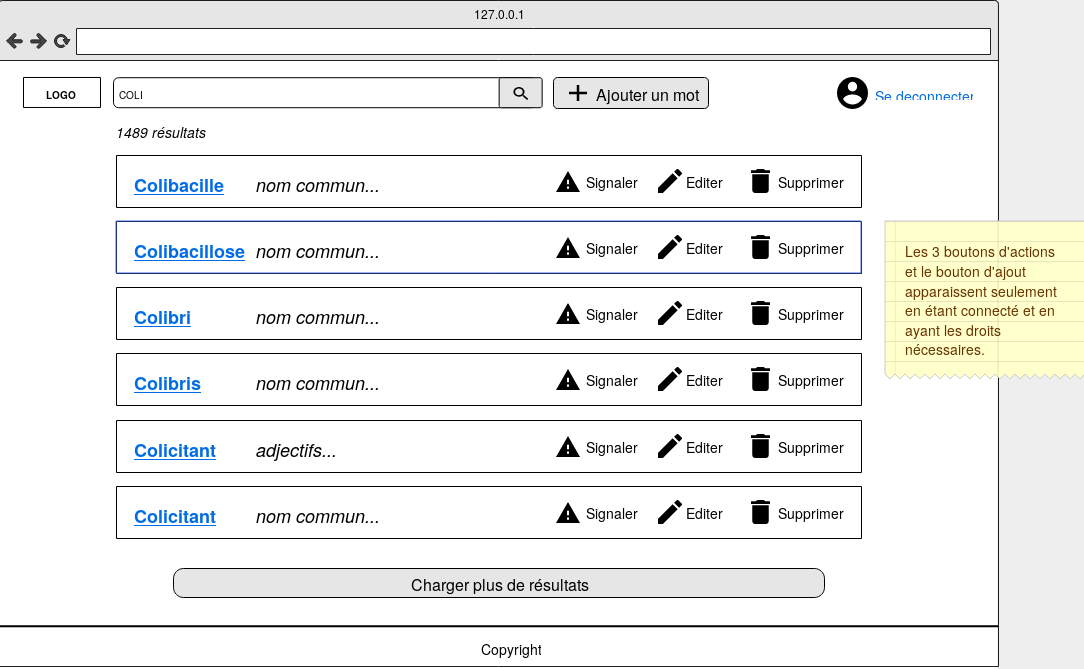 127.0.0.1
LOGO
COLI
Ajouter un mot
Se deconnecter
1489 résultats
Colibacille nom commun... Signaler Editer Supprimer
Colibacillose nom commun... Signaler Editer Supprimer
Colibri nom commun... Signaler Editer Supprimer
Colibris nom commun... Signaler Editer Supprimer
Colicitant adjectifs... Signaler Editer Supprimer
Colicitant nom commun... Signaler Editer Supprimer
Les 3 boutons d'actions
et le bouton d'ajout
apparaissent seulement
en étant connecté et en
ayant les droits
nécessaires.
Charger plus de résultats
Copyright